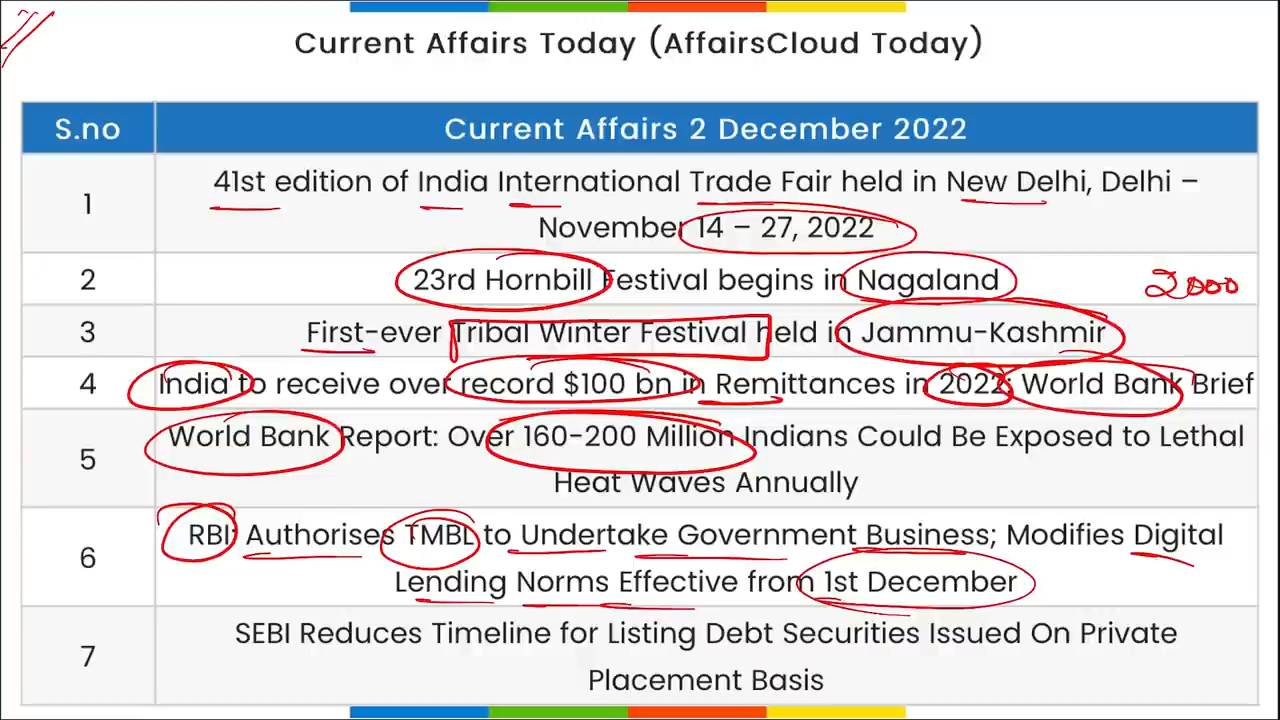 Current Affairs Today (AffairsCloud Today)
S.no
Current Affairs 2 December 2022
1
41st edition of India International Trade Fair held in New Delhi, Delhi –
November 14 – 27, 2022
2
23rd Hornbill Festival begins in Nagaland
2000
3
First-ever Tribal Winter Festival held in Jammu-Kashmir
4
India to receive over record $100 bn in Remittances in 2022: World Bank Brief
5
World Bank Report: Over 160-200 Million Indians Could Be Exposed to Lethal
Heat Waves Annually
6
RBI: Authorises TMBL to Undertake Government Business; Modifies Digital
Lending Norms Effective from 1st December
7
SEBI Reduces Timeline for Listing Debt Securities Issued On Private
Placement Basis